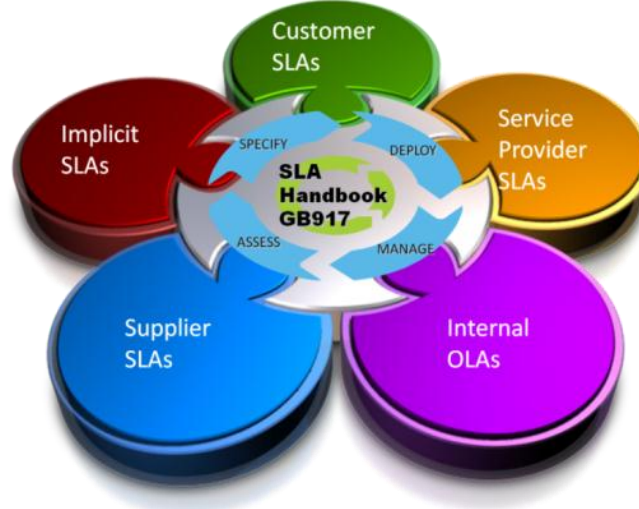 Customer
SLAs
Implicit
SLAs
Service
Provider
SLAs
SPECIFY
DEPLOY
SLA
Handbook
GB917
ASSESS
MANAGE
Supplier
SLAs
Internal
OLAs